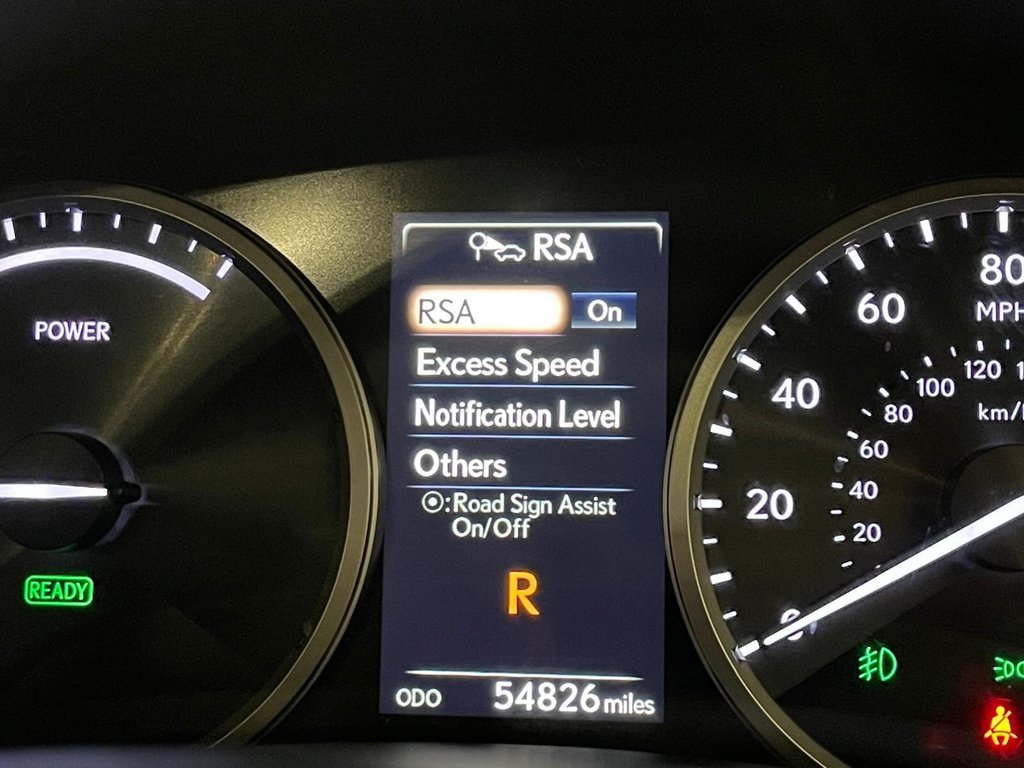 RSA
RSA On
Excess Speed
Notification Level
Others
:Road Sign Assist
On/Off
R
ODO 54826 miles
POWER
READY
80
MPH
60
40
20
0
120
100
80
60
40
20
km/